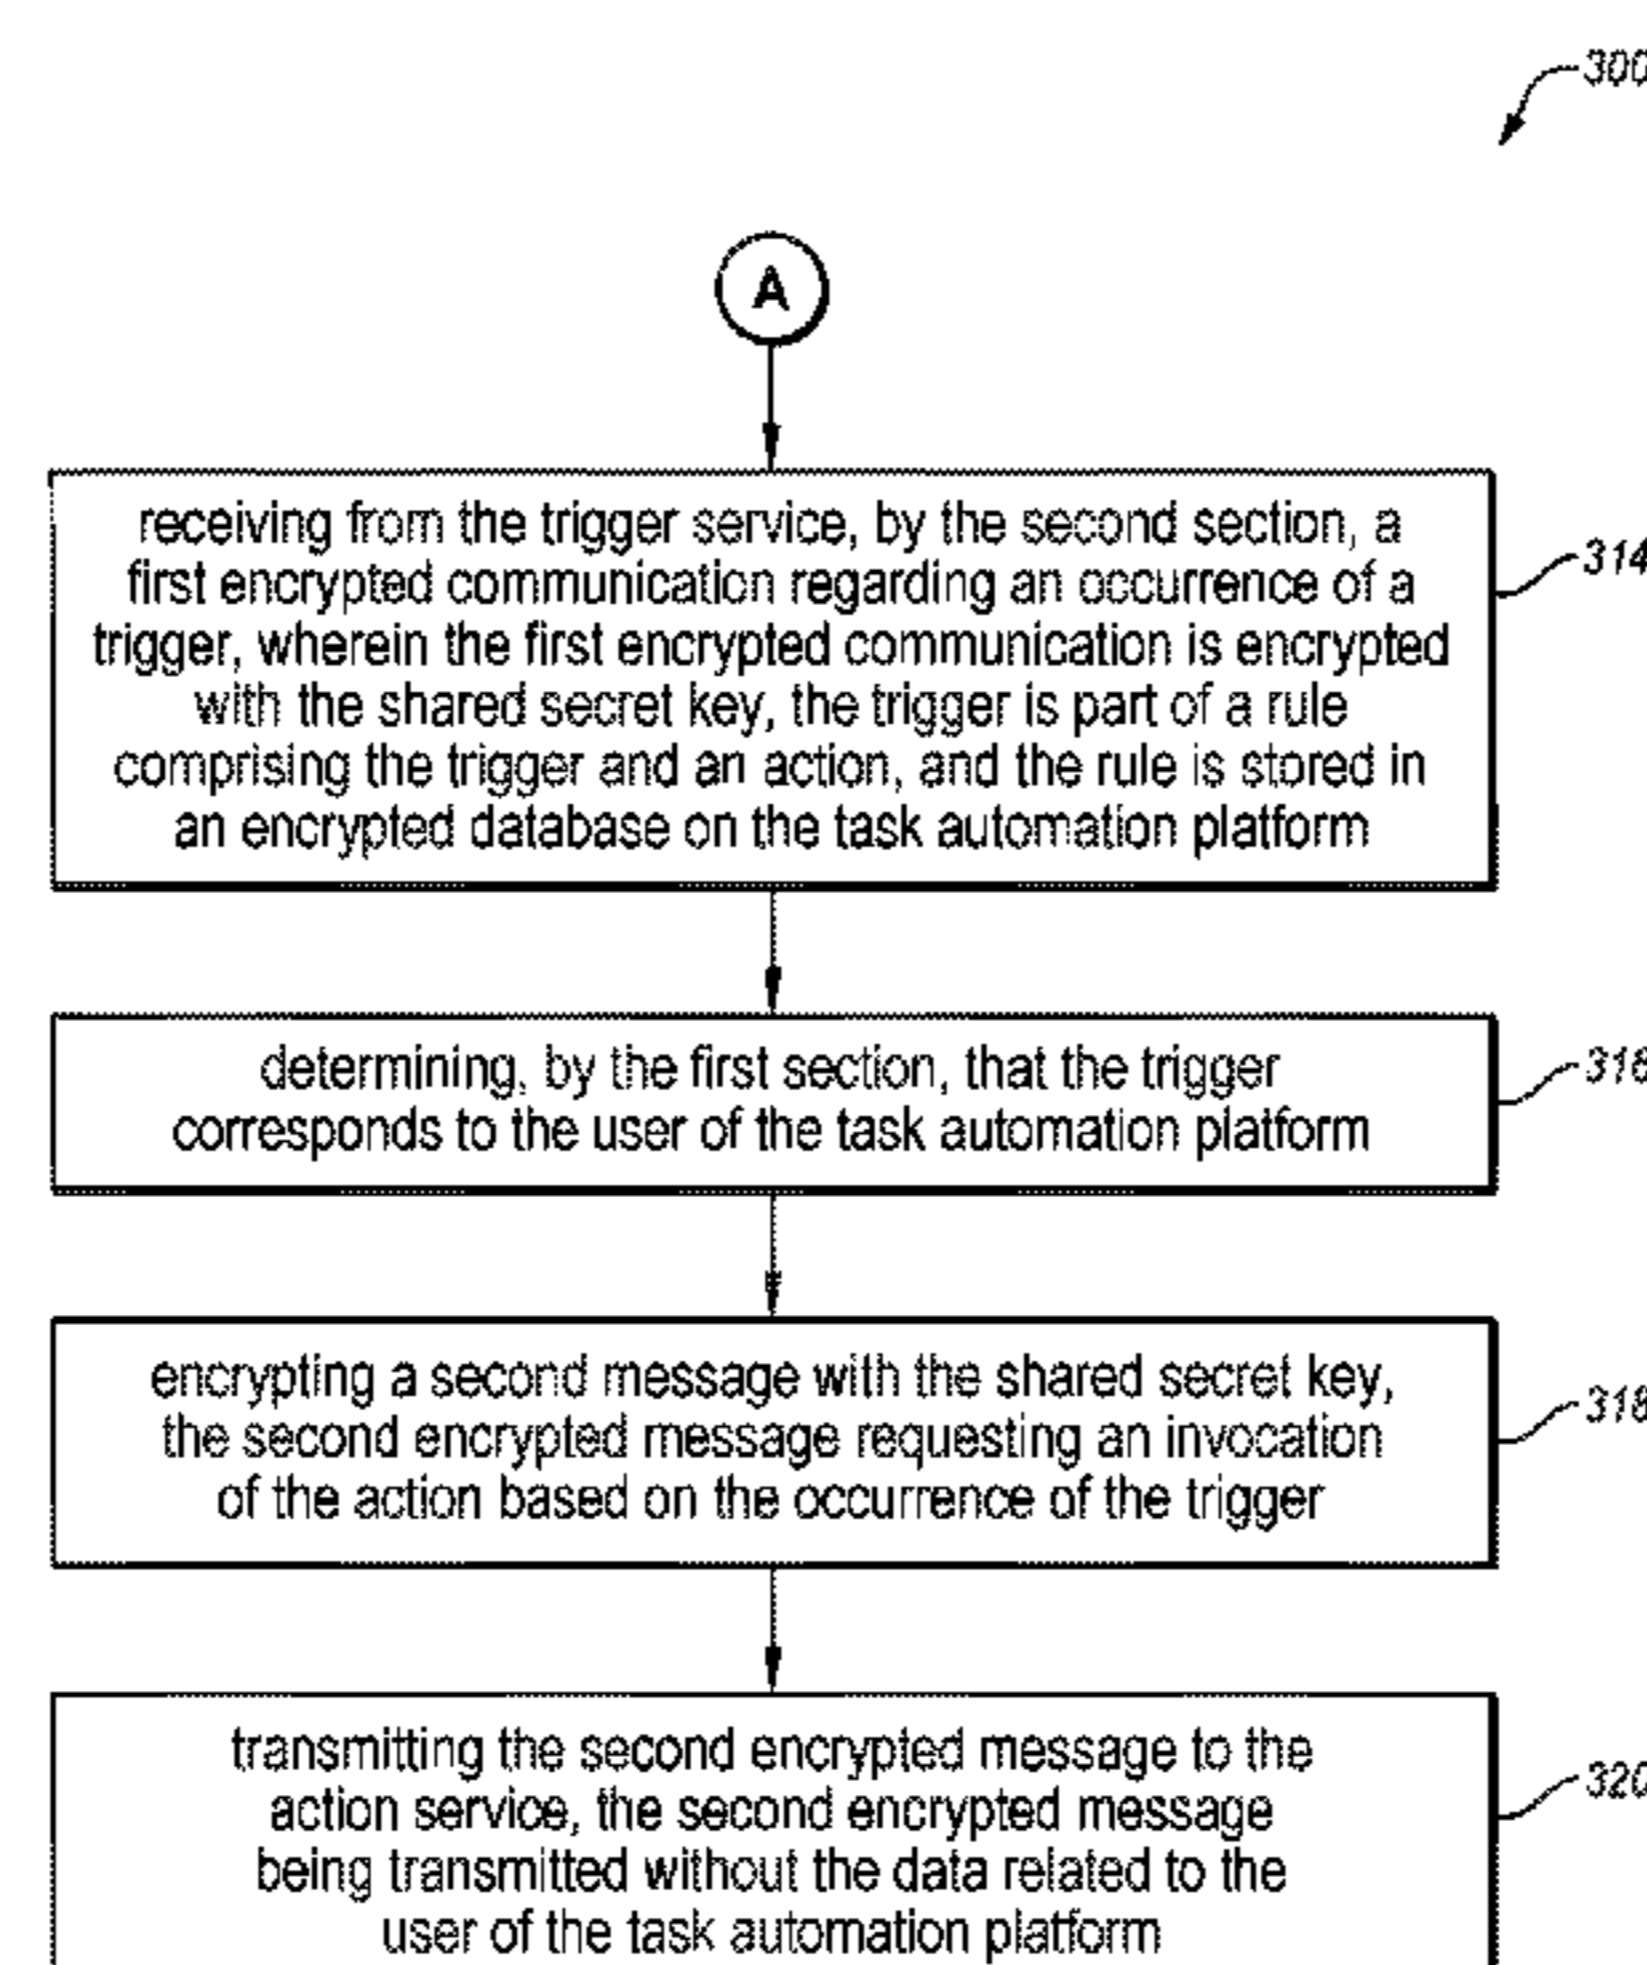 300
A
receiving from the trigger service, by the second section, a
first encrypted communication regarding an occurrence of a
trigger, wherein the first encrypted communication is encrypted
with the shared secret key, the trigger is part of a rule
comprising the trigger and an action, and the rule is stored in
an encrypted database on the task automation platform
314
determining, by the first section, that the trigger
corresponds to the user of the task automation platform
316
encrypting a second message with the shared secret key,
the second encrypted message requesting an invocation
of the action based on the occurrence of the trigger
318
transmitting the second encrypted message to the
action service, the second encrypted message
being transmitted without the data related to the
user of the task automation platform
320